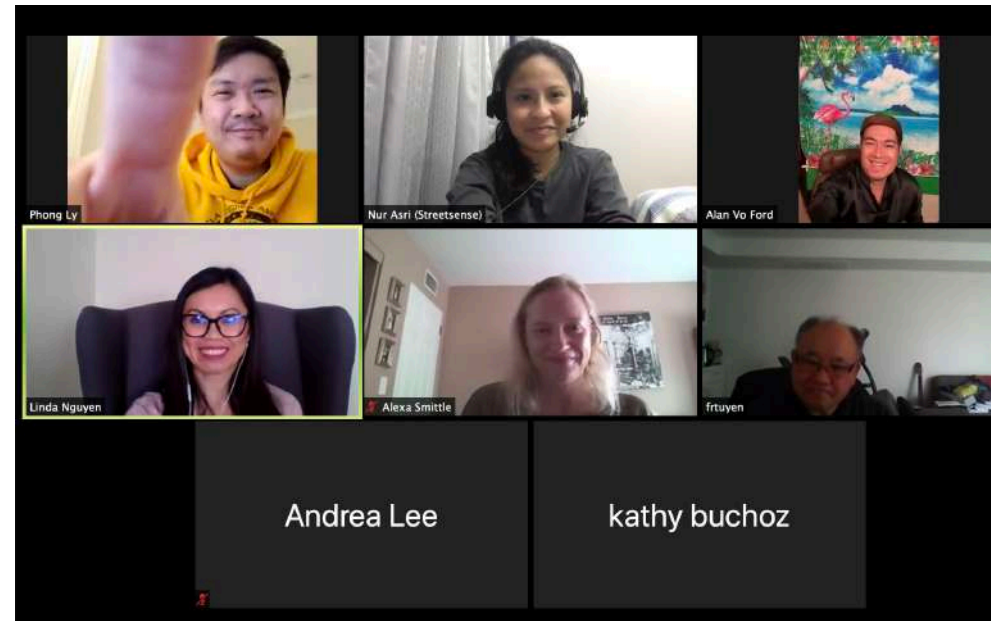 Phong Ly
Nur Asri (Streetsense)
Alan Vo Ford
Linda Nguyen
Alexa Smittle
frtuyen
Andrea Lee
kathy buchoz